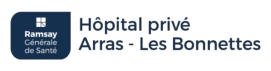 Ramsay
Générale
de Santé
Hôpital privé
Arras - Les Bonnettes